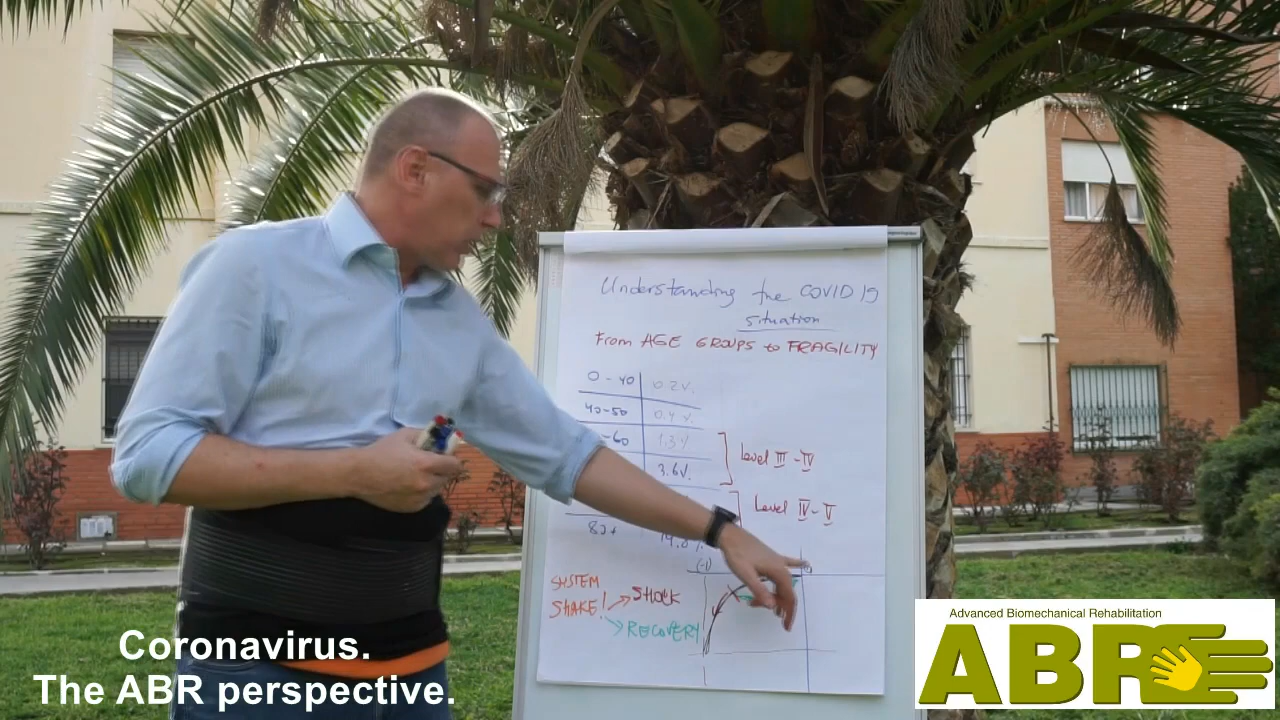 Understanding the COVID 19
situation
From AGE GROUPS to FRAGILITY
0 - 40 0.2%
40-50 0.4%
-60 1.3%
3.6%
Level III - IV
Level IV - V
80+
(-1)
SYSTEM
SHAKE! → SHOCK
→ RECOVERY
Coronavirus.
The ABR perspective.
Advanced Biomechanical Rehabilitation
ABR